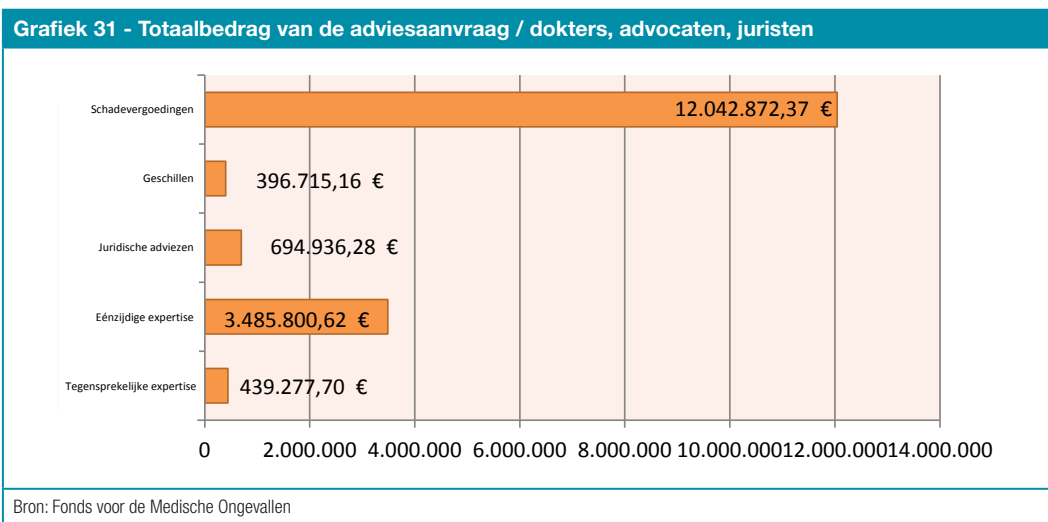 Grafiek 31 - Totaalbedrag van de adviesaanvraag / dokters, advocaten, juristen
Schadevergoedingen 12.042.872,37 €
Geschillen 396.715,16 €
Juridische adviezen 694.936,28 €
Eénzijdige expertise 3.485.800,62 €
Tegensprekelijke expertise 439.277,70 €
0 2.000.000 4.000.000 6.000.000 8.000.000 10.000.000 12.000.000 14.000.000
Bron: Fonds voor de Medische Ongevallen